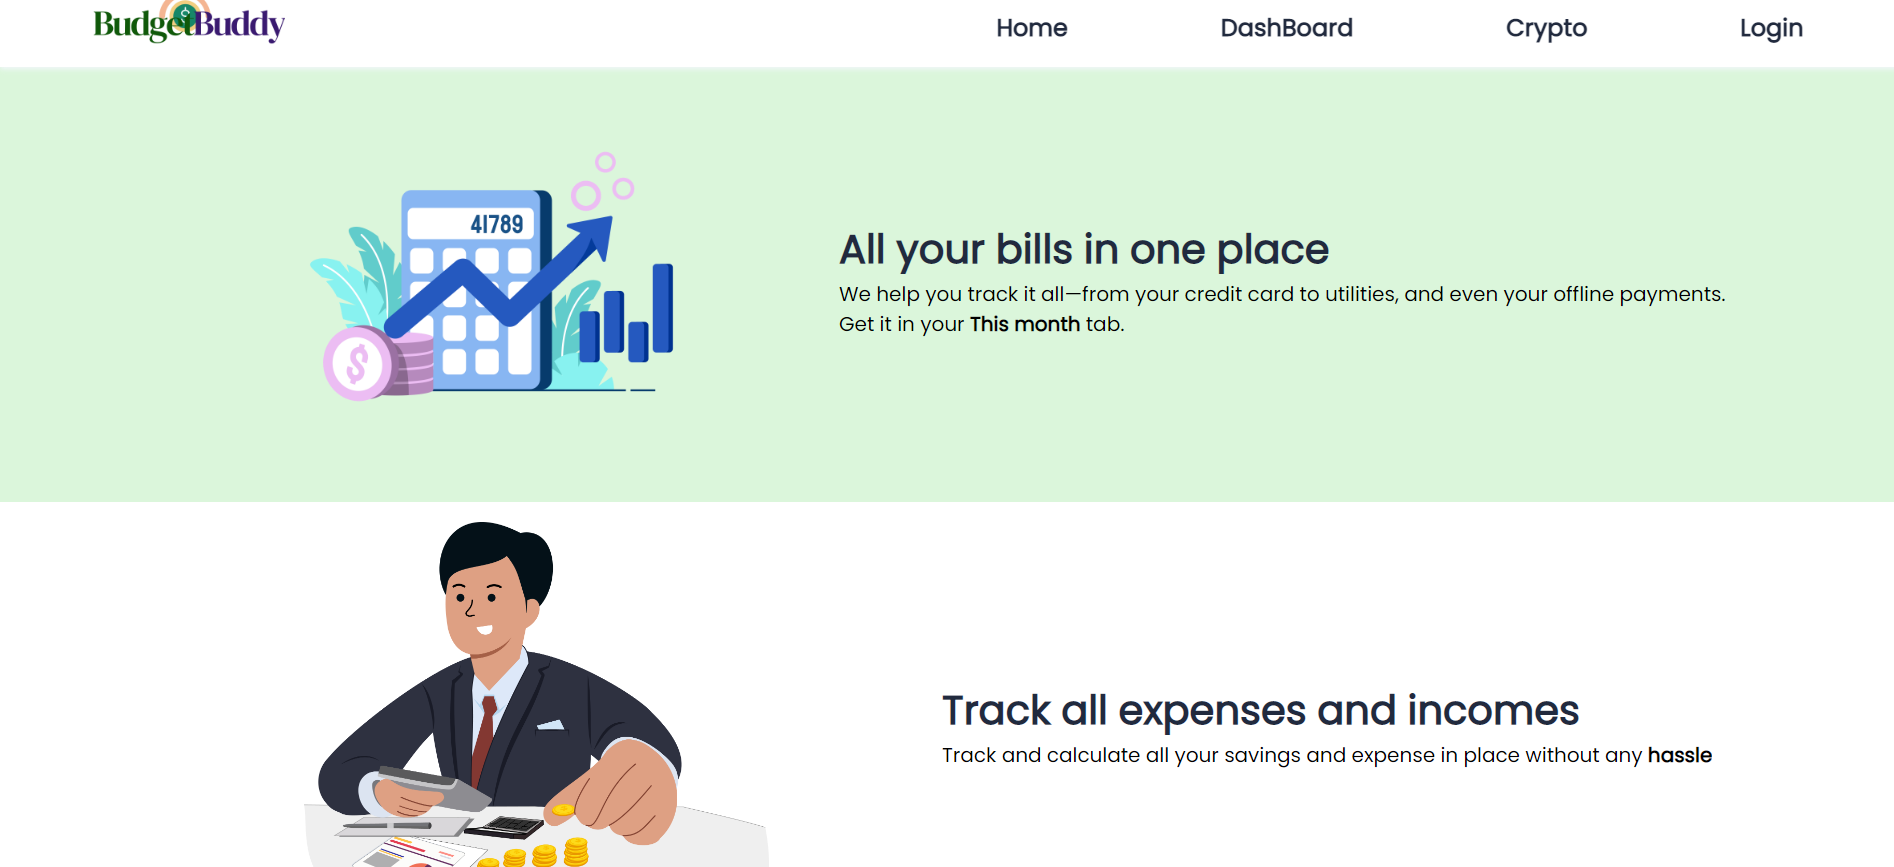 BudgetBuddy
Home DashBoard Crypto Login
41789
All your bills in one place
We help you track it all—from your credit card to utilities, and even your offline payments.
Get it in your This month tab.
$
Track all expenses and incomes
Track and calculate all your savings and expense in place without any hassle